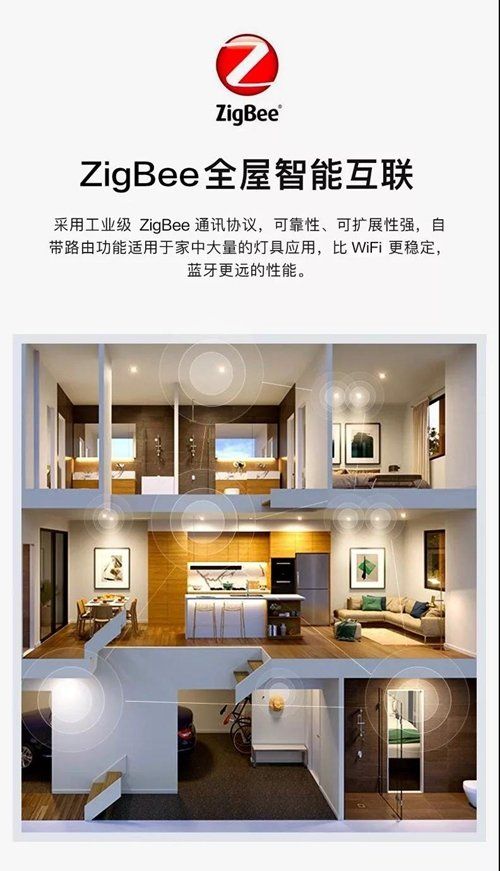 ZigBee®
ZigBee全屋智能互联
采用工业级 ZigBee 通讯协议，可靠性、可扩展性强，自
带路由功能适用于家中大量的灯具应用，比 WiFi 更稳定，
蓝牙更远的性能。